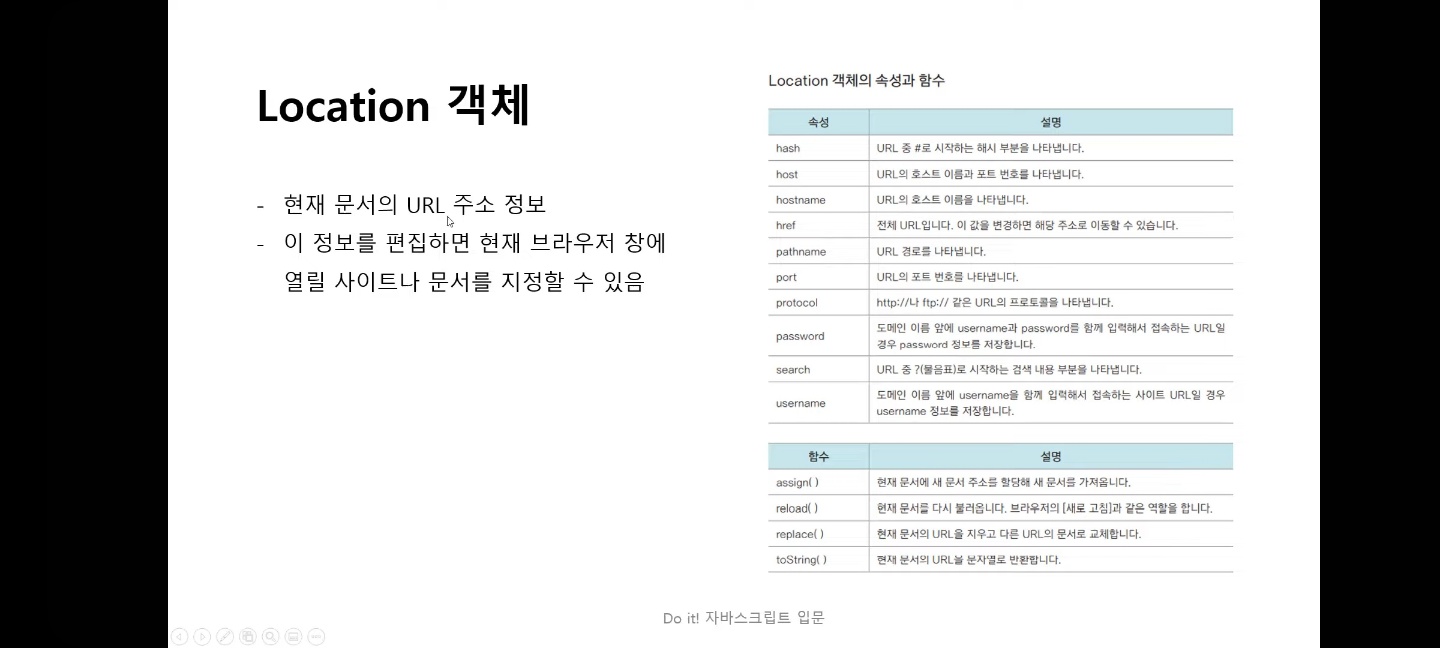 Location 객체
- 현재 문서의 URL 주소 정보
- 이 정보를 편집하면 현재 브라우저 창에
열릴 사이트나 문서를 지정할 수 있음
Location 객체의 속성과 함수
속성 설명
hash URL 중 #로 시작하는 해시 부분을 나타냅니다.
host URL의 호스트 이름과 포트 번호를 나타냅니다.
hostname URL의 호스트 이름을 나타냅니다.
href 전체 URL입니다. 이 값을 변경하면 해당 주소로 이동할 수 있습니다.
pathname URL 경로를 나타냅니다.
port URL의 포트 번호를 나타냅니다.
protocol http://나 ftp:// 같은 URL의 프로토콜을 나타냅니다.
password 도메인 이름 앞에 username과 password를 함께 입력해서 접속하는 URL일
경우 password 정보를 저장합니다.
search URL 중 ?(물음표)로 시작하는 검색 내용 부분을 나타냅니다.
username 도메인 이름 앞에 username을 함께 입력해서 접속하는 사이트 URL일 경우
username 정보를 저장합니다.
함수 설명
assign( ) 현재 문서에 새 문서 주소를 할당해 새 문서를 가져옵니다.
reload( ) 현재 문서를 다시 불러옵니다. 브라우저의 [새로 고침]과 같은 역할을 합니다.
replace( ) 현재 문서의 URL을 지우고 다른 URL의 문서로 교체합니다.
toString( ) 현재 문서의 URL을 문자열로 반환합니다.
Do it! 자바스크립트 입문